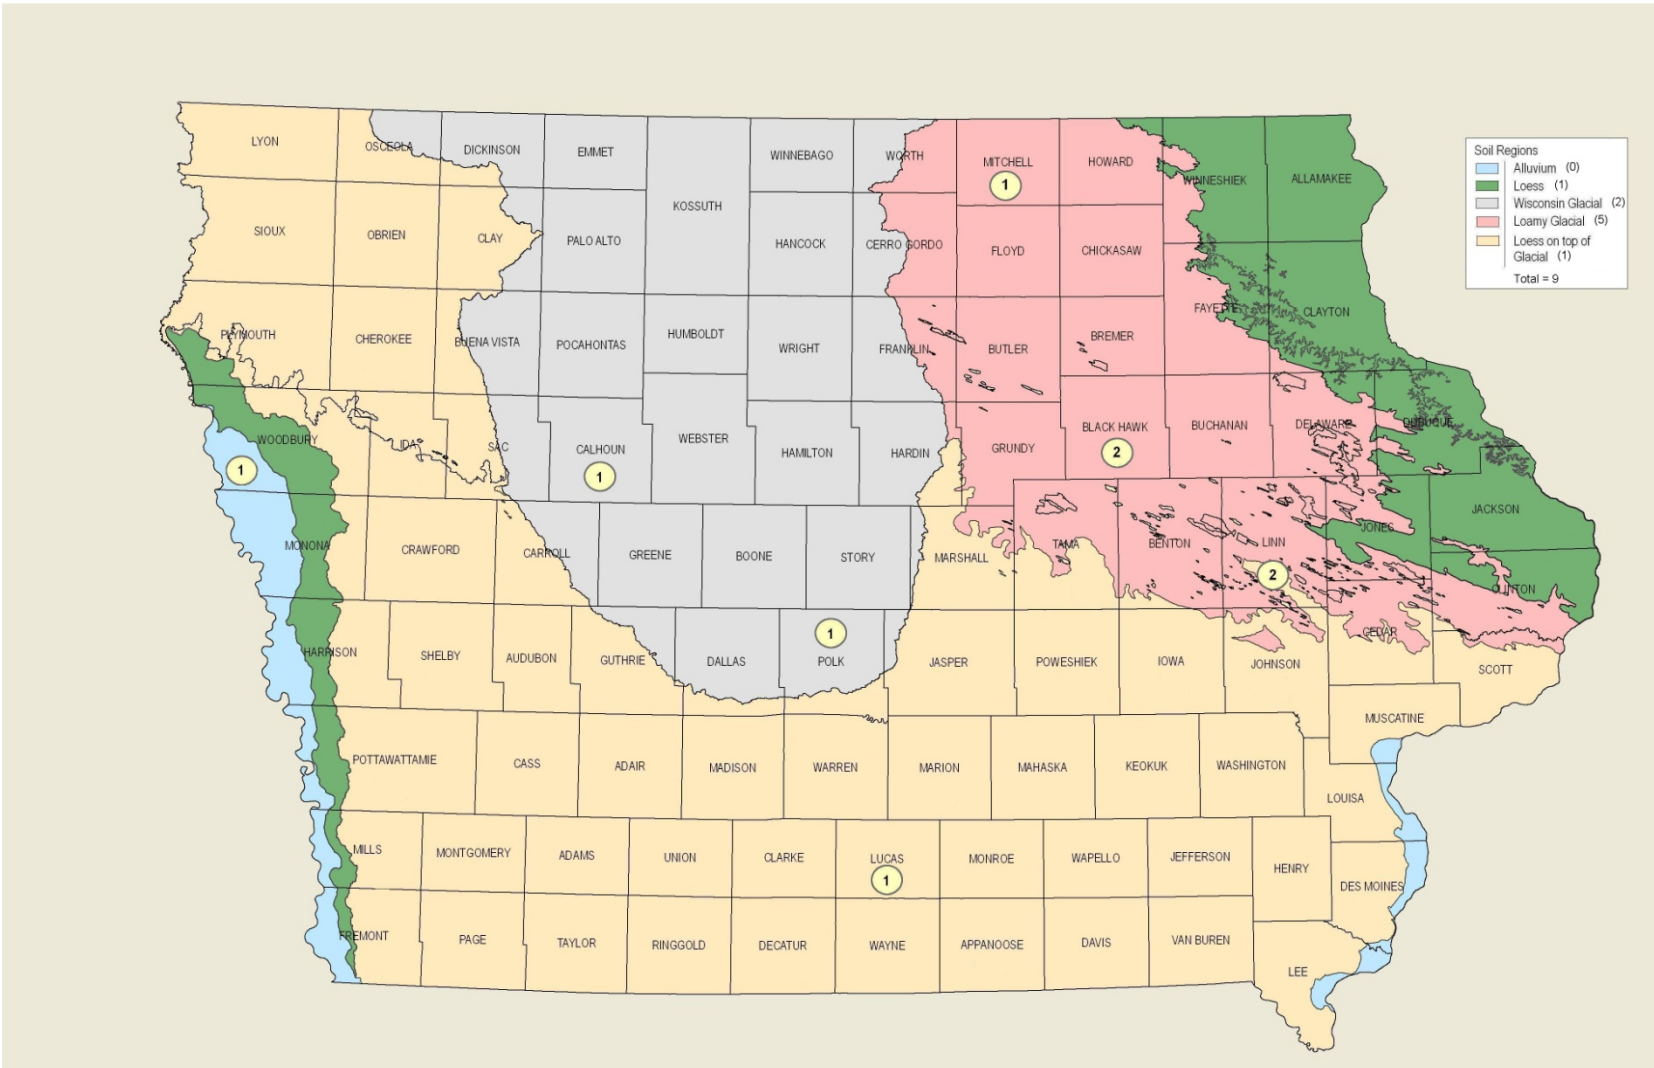 LYON
OSCEOLA
DICKINSON
EMMET
WINNEBAGO
WORTH
MITCHELL
1
HOWARD
WINNESHIEK
ALLAMAKEE
Soil Regions
Alluvium (0)
Loess (1)
Wisconsin Glacial (2)
Loamy Glacial (5)
Loess on top of
Glacial (1)
Total = 9
SIOUX
OBRIEN
CLAY
PALO ALTO
KOSSUTH
HANCOCK
CERRO GORDO
FLOYD
CHICKASAW
PLYMOUTH
CHEROKEE
BUENA VISTA
POCAHONTAS
HUMBOLDT
WRIGHT
FRANKLIN
BUTLER
BREMER
FAYETTE
CLAYTON
WOODBURY
1
IDA
SAC
CALHOUN
1
WEBSTER
HAMILTON
HARDIN
GRUNDY
BLACK HAWK
2
BUCHANAN
DELAWARE
DUBUQUE
MONONA
CRAWFORD
CARROLL
GREENE
BOONE
STORY
MARSHALL
TAMA
BENTON
LINN
2
JONES
JACKSON
CLINTON
HARRISON
SHELBY
AUDUBON
GUTHRIE
DALLAS
1
POLK
JASPER
POWESHIEK
IOWA
JOHNSON
CEDAR
SCOTT
MUSCATINE
POTTAWATTAMIE
CASS
ADAIR
MADISON
WARREN
MARION
MAHASKA
KEOKUK
WASHINGTON
LOUISA
MILLS
MONTGOMERY
ADAMS
UNION
CLARKE
LUCAS
1
MONROE
WAPELLO
JEFFERSON
HENRY
DES MOINES
FREMONT
PAGE
TAYLOR
RINGGOLD
DECATUR
WAYNE
APPANOOSE
DAVIS
VAN BUREN
LEE